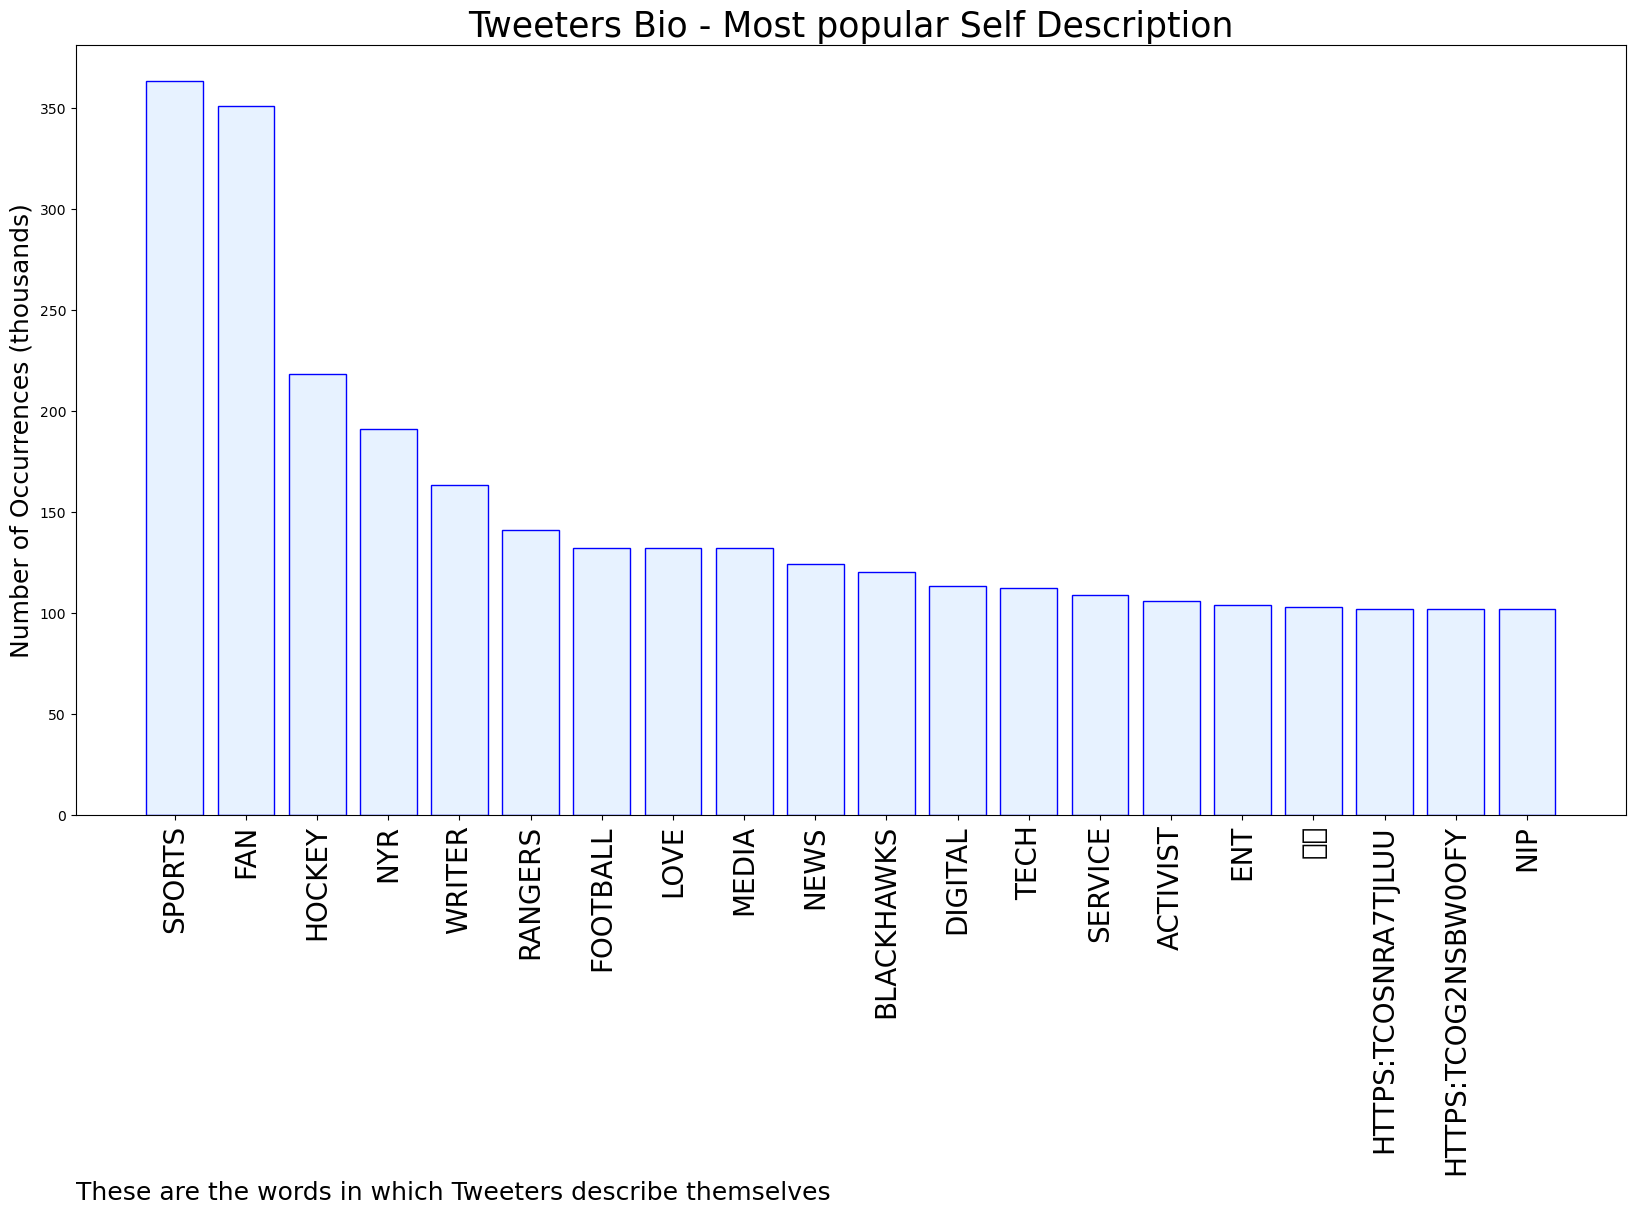 Tweeters Bio - Most popular Self Description
Number of Occurrences (thousands)
350
300
250
200
150
100
50
0
SPORTS
FAN
HOCKEY
NYR
WRITER
RANGERS
FOOTBALL
LOVE
MEDIA
NEWS
BLACKHAWKS
DIGITAL
TECH
SERVICE
ACTIVIST
ENT
HTTPS:TCOSNRA7TJLUU
HTTPS:TCOG2NSBW0OFY
NIP
These are the words in which Tweeters describe themselves